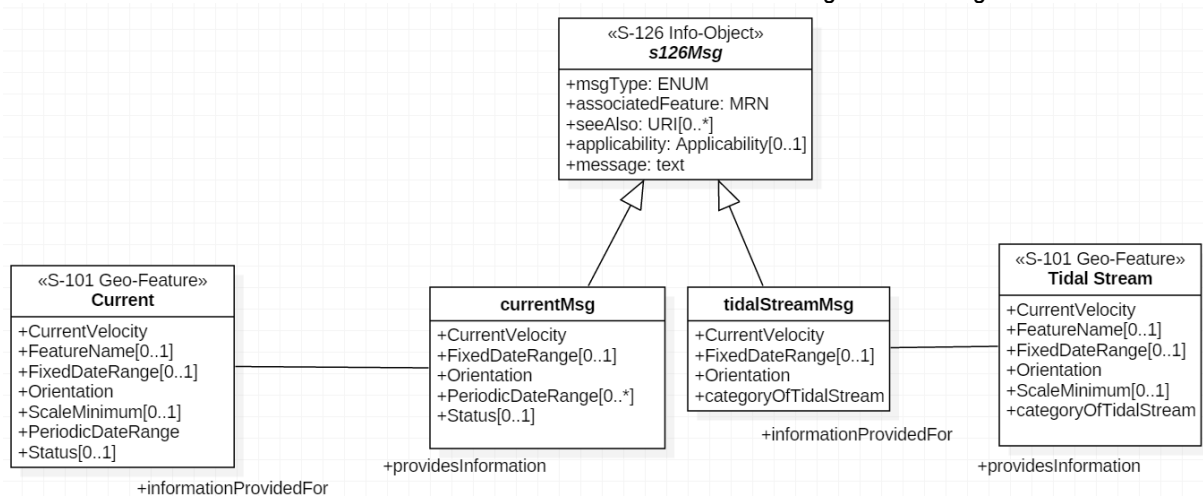 «S-126 Info-Object»
s126Msg
+msgType: ENUM
+associatedFeature: MRN
+seeAlso: URI[0..*]
+applicability: Applicability[0..1]
+message: text
«S-101 Geo-Feature»
Current
+CurrentVelocity
+FeatureName[0..1]
+FixedDateRange[0..1]
+Orientation
+ScaleMinimum[0..1]
+PeriodicDateRange
+Status[0..1]
currentMsg
+CurrentVelocity
+FixedDateRange[0..1]
+Orientation
+PeriodicDateRange[0..*]
+Status[0..1]
tidalStreamMsg
+CurrentVelocity
+FixedDateRange[0..1]
+Orientation
+categoryOfTidalStream
«S-101 Geo-Feature»
Tidal Stream
+CurrentVelocity
+FeatureName[0..1]
+FixedDateRange[0..1]
+Orientation
+ScaleMinimum[0..1]
+categoryOfTidalStream
+informationProvidedFor
+providesInformation
+providesInformation
+informationProvidedFor